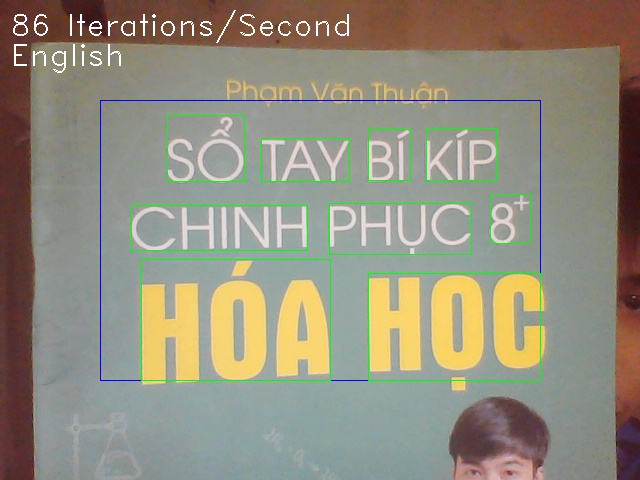 86 Iterations/Second
English
Phạm Văn Thuận
SỔ TAY BÍ KÍP
CHINH PHỤC 8+
HÓA HỌC